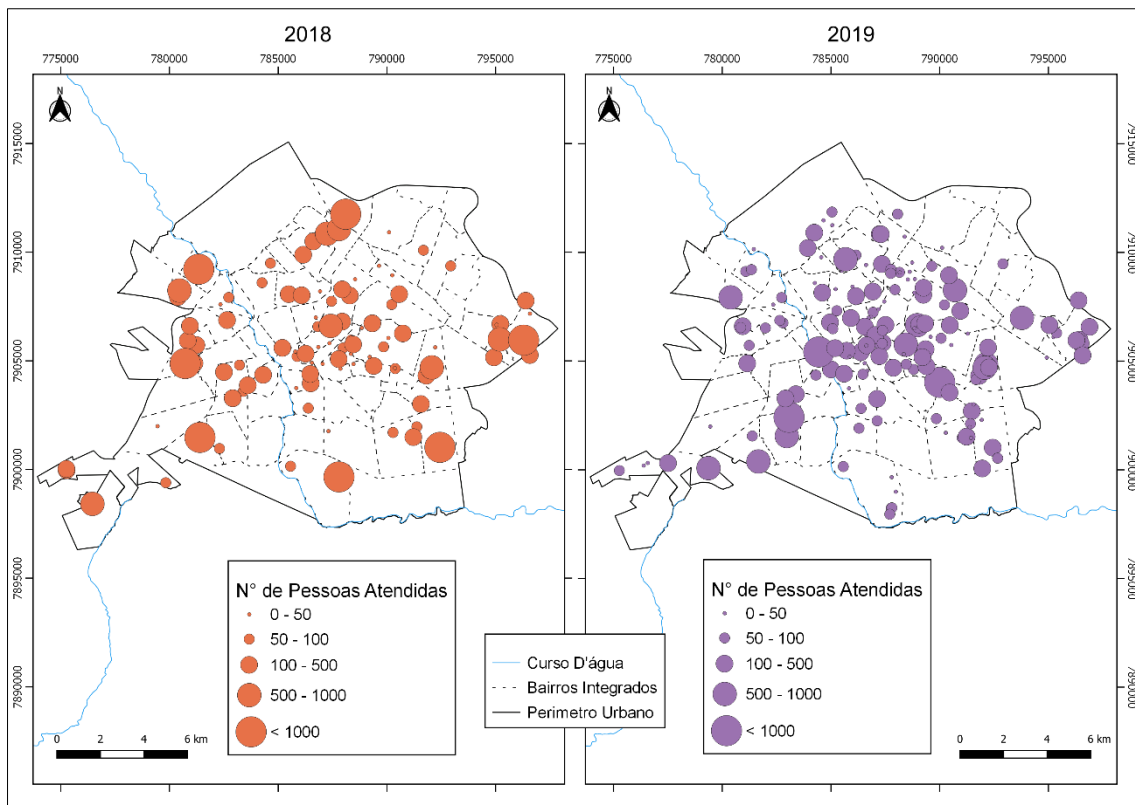 2018
775000 780000 785000 790000 795000
N
7915000
7910000
7905000
7900000
7895000
7890000
N° de Pessoas Atendidas
0 - 50
50 - 100
100 - 500
500 - 1000
< 1000
0 2 4 6 km
Curso D'água
Bairros Integrados
Perimetro Urbano
2019
775000 780000 785000 790000 795000
N
7915000
7910000
7905000
7900000
7895000
7890000
N° de Pessoas Atendidas
0 - 50
50 - 100
100 - 500
500 - 1000
< 1000
0 2 4 6 km